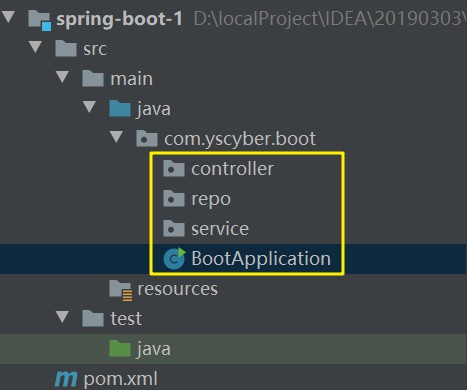 spring-boot-1 D:\localProject\IDEA\20190303\
src
main
java
com.yscyber.boot
controller
repo
service
BootApplication
resources
test
java
pom.xml